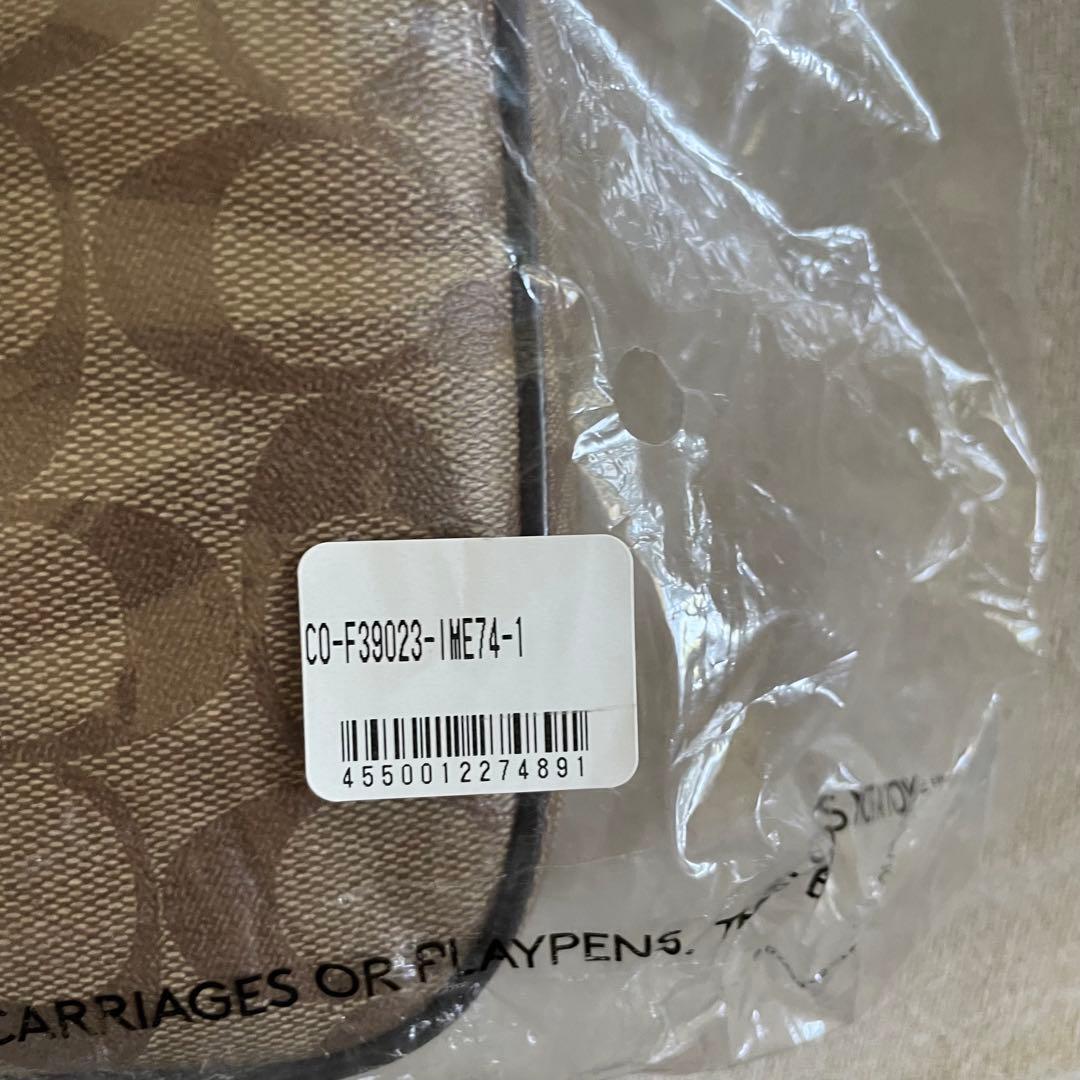 CO-F39023-IME74-1
4550012274891
CARRIAGES OR PLAYPENS.